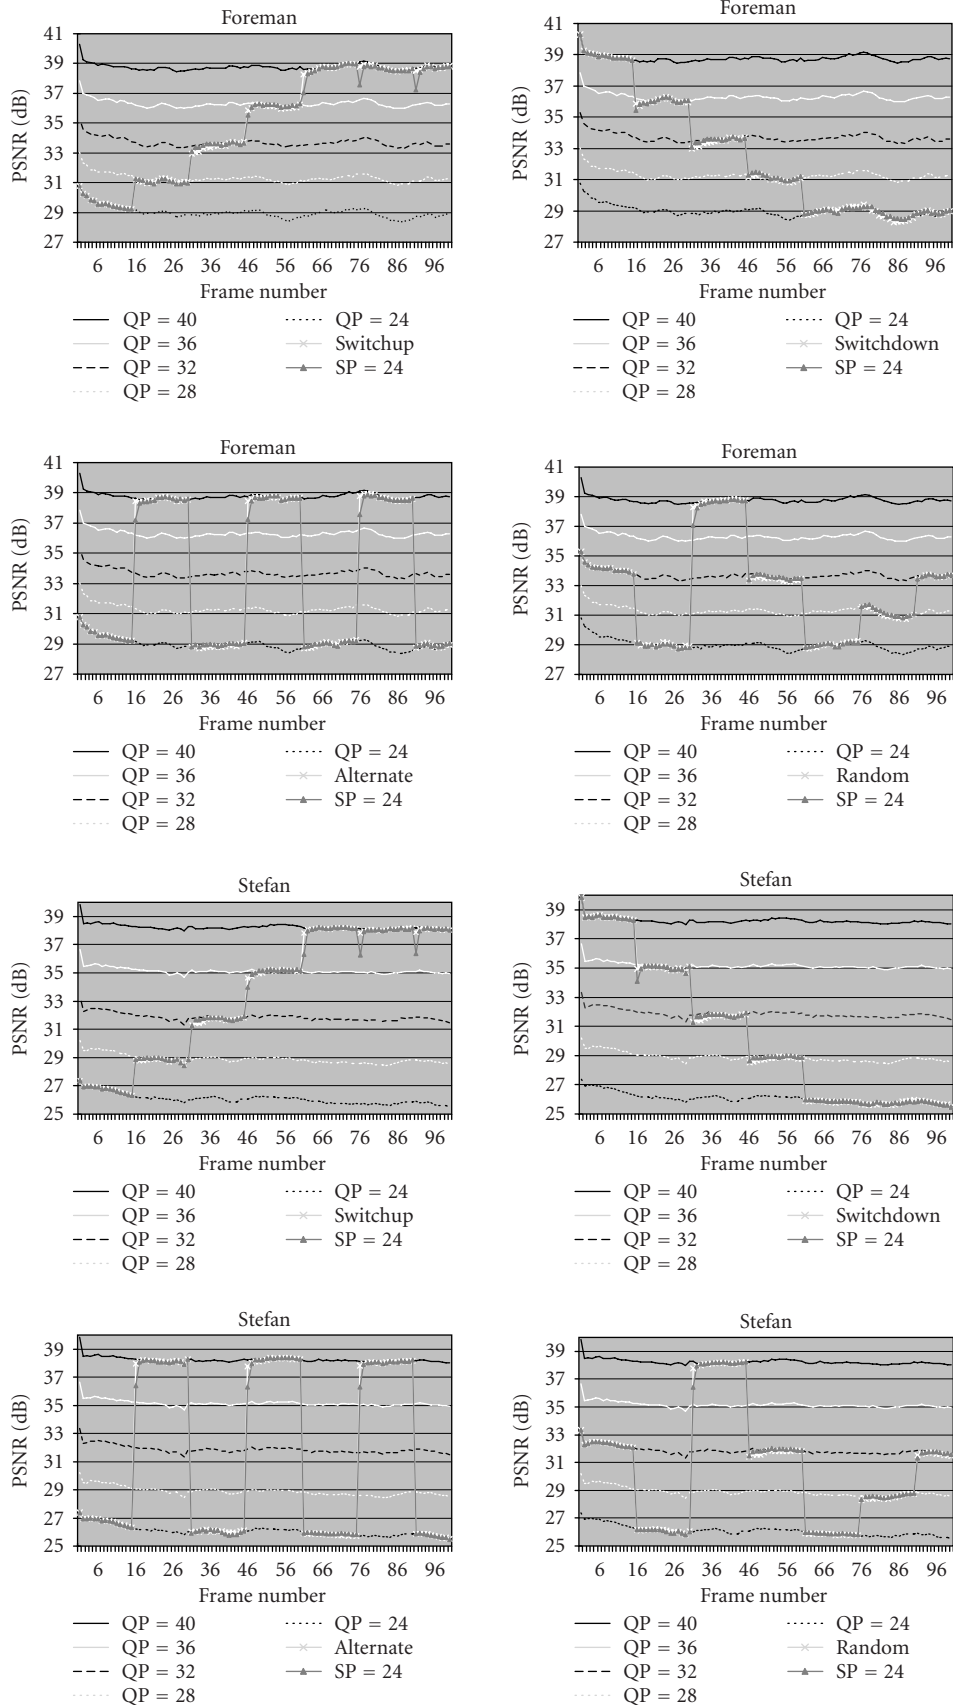 Foreman
PSNR (dB)
41
39
37
35
33
31
29
27
6 16 26 36 46 56 66 76 86 96
Frame number
QP = 40
QP = 36
QP = 32
QP = 28
QP = 24
Switchup
SP = 24
Foreman
PSNR (dB)
41
39
37
35
33
31
29
27
6 16 26 36 46 56 66 76 86 96
Frame number
QP = 40
QP = 36
QP = 32
QP = 28
QP = 24
Switchdown
SP = 24
Foreman
PSNR (dB)
41
39
37
35
33
31
29
27
6 16 26 36 46 56 66 76 86 96
Frame number
QP = 40
QP = 36
QP = 32
QP = 28
QP = 24
Alternate
SP = 24
Foreman
PSNR (dB)
41
39
37
35
33
31
29
27
6 16 26 36 46 56 66 76 86 96
Frame number
QP = 40
QP = 36
QP = 32
QP = 28
QP = 24
Random
SP = 24
Stefan
PSNR (dB)
39
37
35
33
31
29
27
25
6 16 26 36 46 56 66 76 86 96
Frame number
QP = 40
QP = 36
QP = 32
QP = 28
QP = 24
Switchup
SP = 24
Stefan
PSNR (dB)
39
37
35
33
31
29
27
25
6 16 26 36 46 56 66 76 86 96
Frame number
QP = 40
QP = 36
QP = 32
QP = 28
QP = 24
Switchdown
SP = 24
Stefan
PSNR (dB)
39
37
35
33
31
29
27
25
6 16 26 36 46 56 66 76 86 96
Frame number
QP = 40
QP = 36
QP = 32
QP = 28
QP = 24
Alternate
SP = 24
Stefan
PSNR (dB)
39
37
35
33
31
29
27
25
6 16 26 36 46 56 66 76 86 96
Frame number
QP = 40
QP = 36
QP = 32
QP = 28
QP = 24
Random
SP = 24